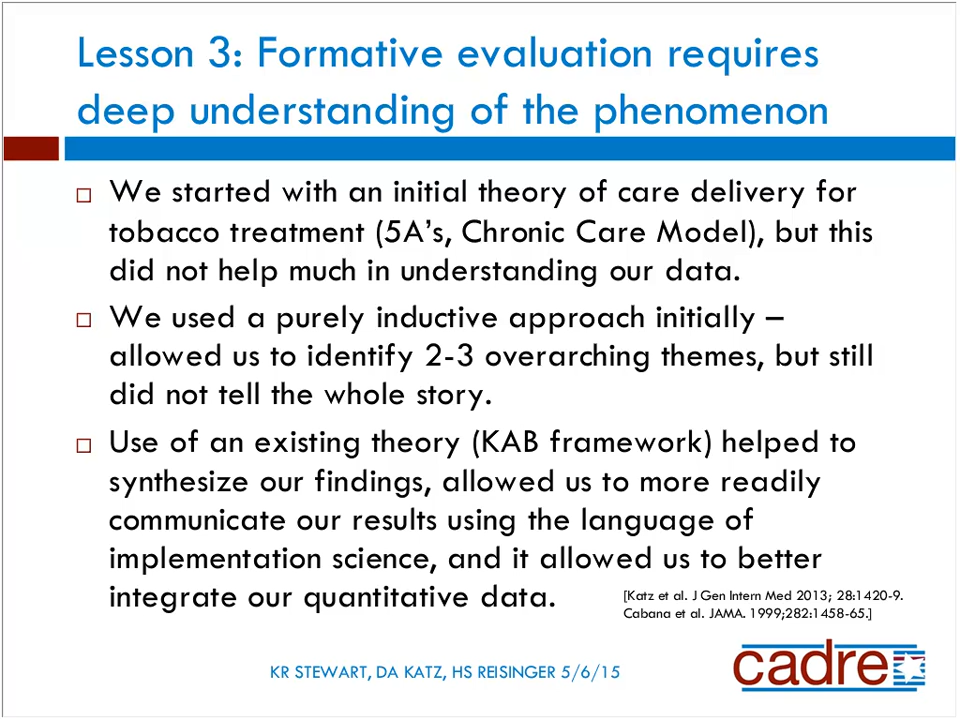 Lesson 3: Formative evaluation requires
deep understanding of the phenomenon
We started with an initial theory of care delivery for
tobacco treatment (5A's, Chronic Care Model), but this
did not help much in understanding our data.
We used a purely inductive approach initially –
allowed us to identify 2-3 overarching themes, but still
did not tell the whole story.
Use of an existing theory (KAB framework) helped to
synthesize our findings, allowed us to more readily
communicate our results using the language of
implementation science, and it allowed us to better
integrate our quantitative data.
[Katz et al. J Gen Intern Med 2013; 28:1420-9.
Cabana et al. JAMA. 1999;282:1458-65.]
KR STEWART, DA KATZ, HS REISINGER 5/6/15
cadre